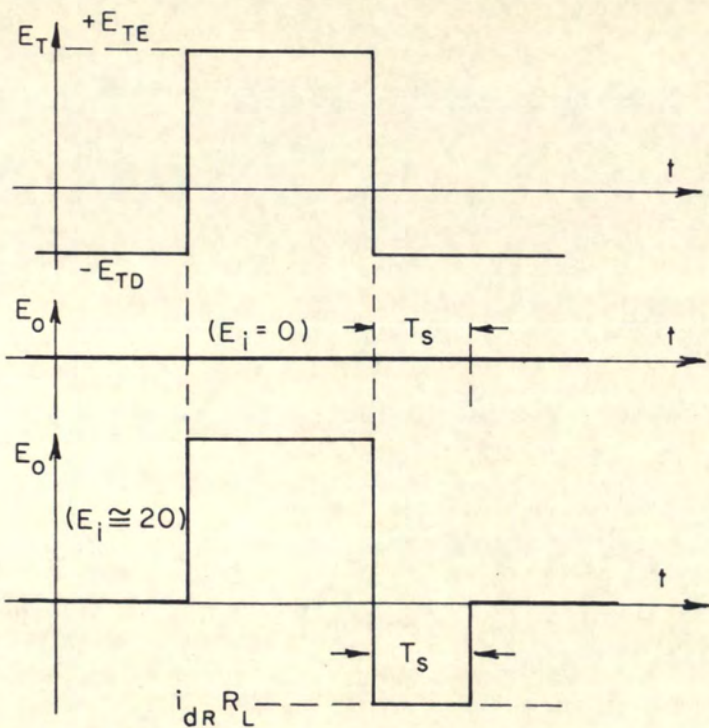 +E_TE
E_T
t
-E_TD
E_o
(E_i = 0)
T_s
t
E_o
(E_i ≅ 20)
t
T_s
i_dR R_L